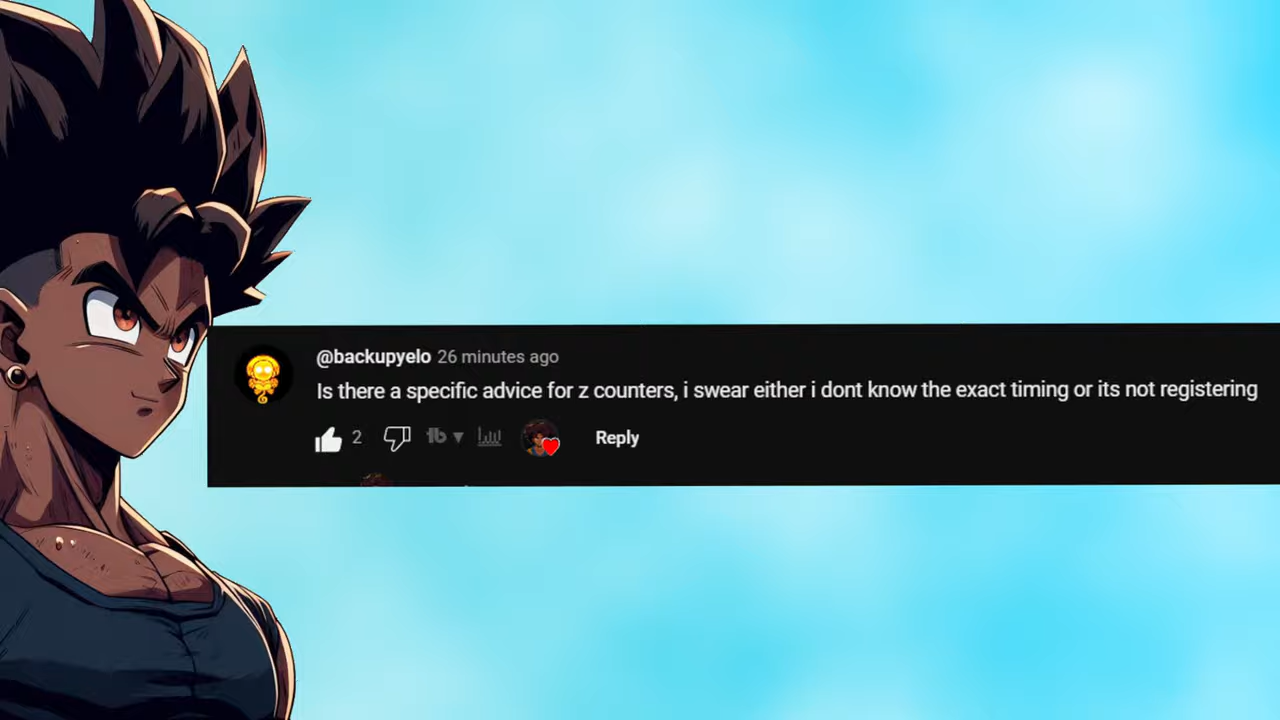 @backupyelo 26 minutes ago
Is there a specific advice for z counters, i swear either i dont know the exact timing or its not registering
2 tb Reply